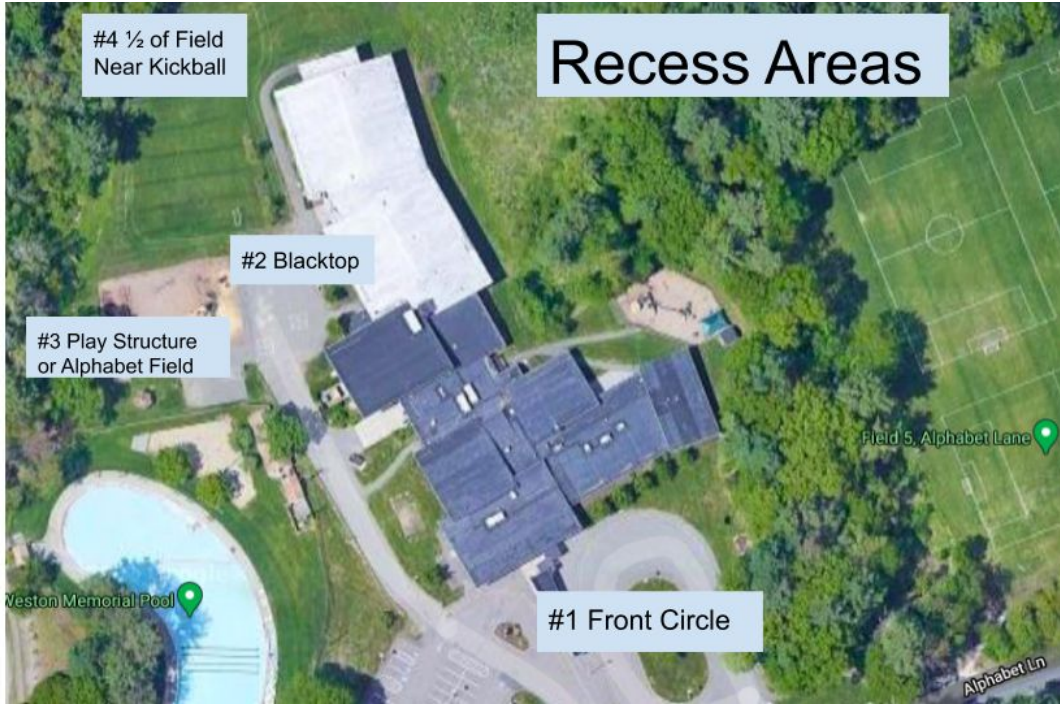 #4 ½ of Field
Near Kickball
Recess Areas
#2 Blacktop
#3 Play Structure
or Alphabet Field
Field 5, Alphabet Lane
Weston Memorial Pool
#1 Front Circle
Alphabet Ln